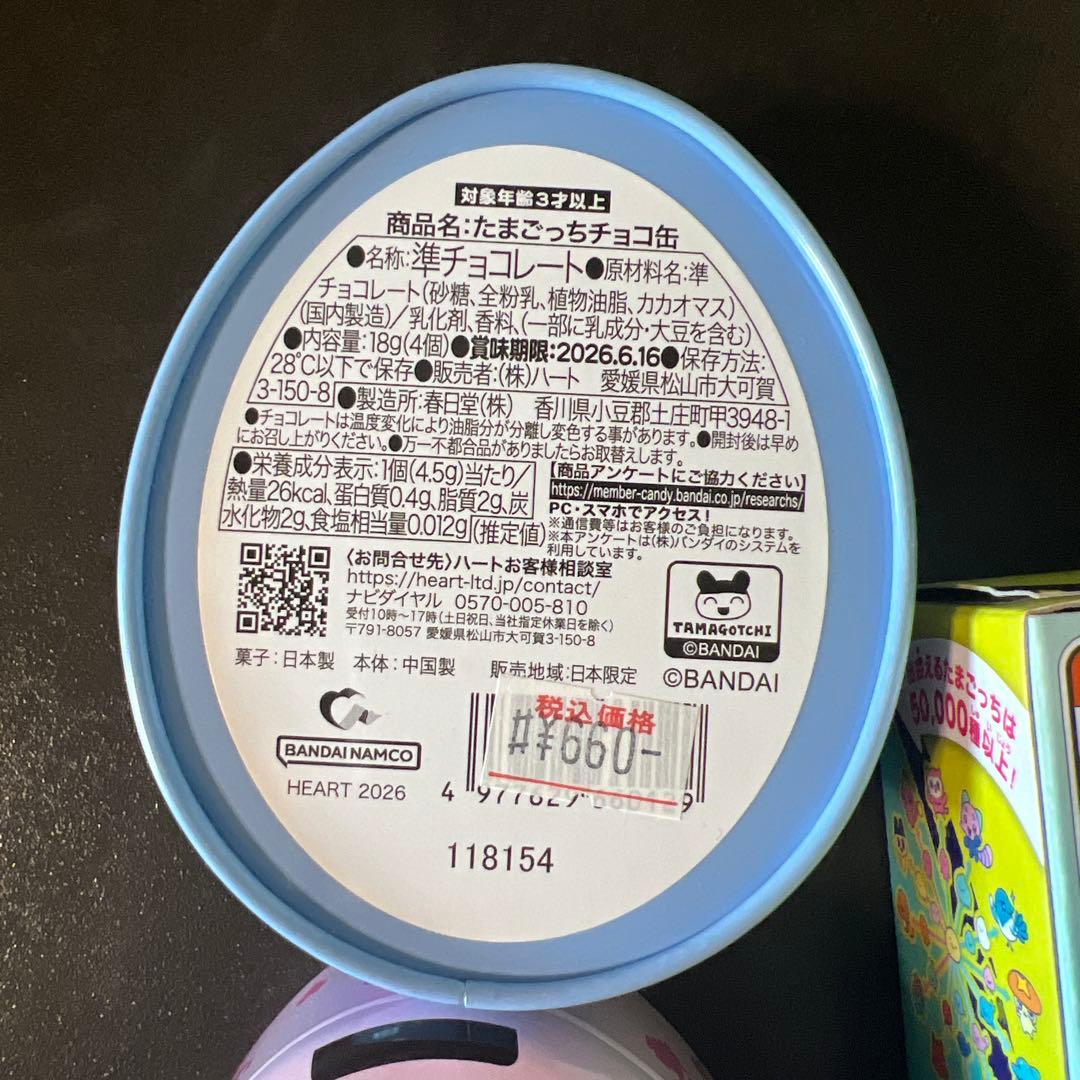 対象年齢3才以上
商品名:たまごっちチョコ缶
●名称:準チョコレート●原材料名:準
チョコレート(砂糖、全粉乳、植物油脂、カカオマス)
(国内製造)/乳化剤、香料、(一部に乳成分・大豆を含む)
●内容量:18g(4個)●賞味期限:2026.6.16●保存方法:
28℃以下で保存●販売者:(株)ハート 愛媛県松山市大可賀
3-150-8●製造所:春日堂(株) 香川県小豆郡土庄町甲3948-1
●チョコレートは温度変化により油脂分が分離し変色する事があります。●開封後は早め
にお召し上がりください。●万一不都合品がありましたらお取替えします。
●栄養成分表示:1個(4.5g)当たり/
熱量26kcal、蛋白質0.4g、脂質2g、炭
水化物2g、食塩相当量0.012g(推定値)
【商品アンケートにご協力ください】
https://member-candy.bandai.co.jp/researchs/
PC・スマホでアクセス!
※通信費等はお客様のご負担になります。
※本アンケートは(株)バンダイのシステムを
利用しています。
〈お問合せ先〉ハートお客様相談室
https://heart-ltd.jp/contact/
ナビダイヤル 0570-005-810
受付10時〜17時(土日祝日、当社指定休業日を除く)
〒791-8057 愛媛県松山市大可賀3-150-8
TAMAGOTCHI
©BANDAI
菓子:日本製 本体:中国製 販売地域:日本限定 ©BANDAI
税込価格
#¥660-
BANDAI NAMCO
HEART 2026
4 977629
118154
出会えるたまごっちは
50,000種以上!